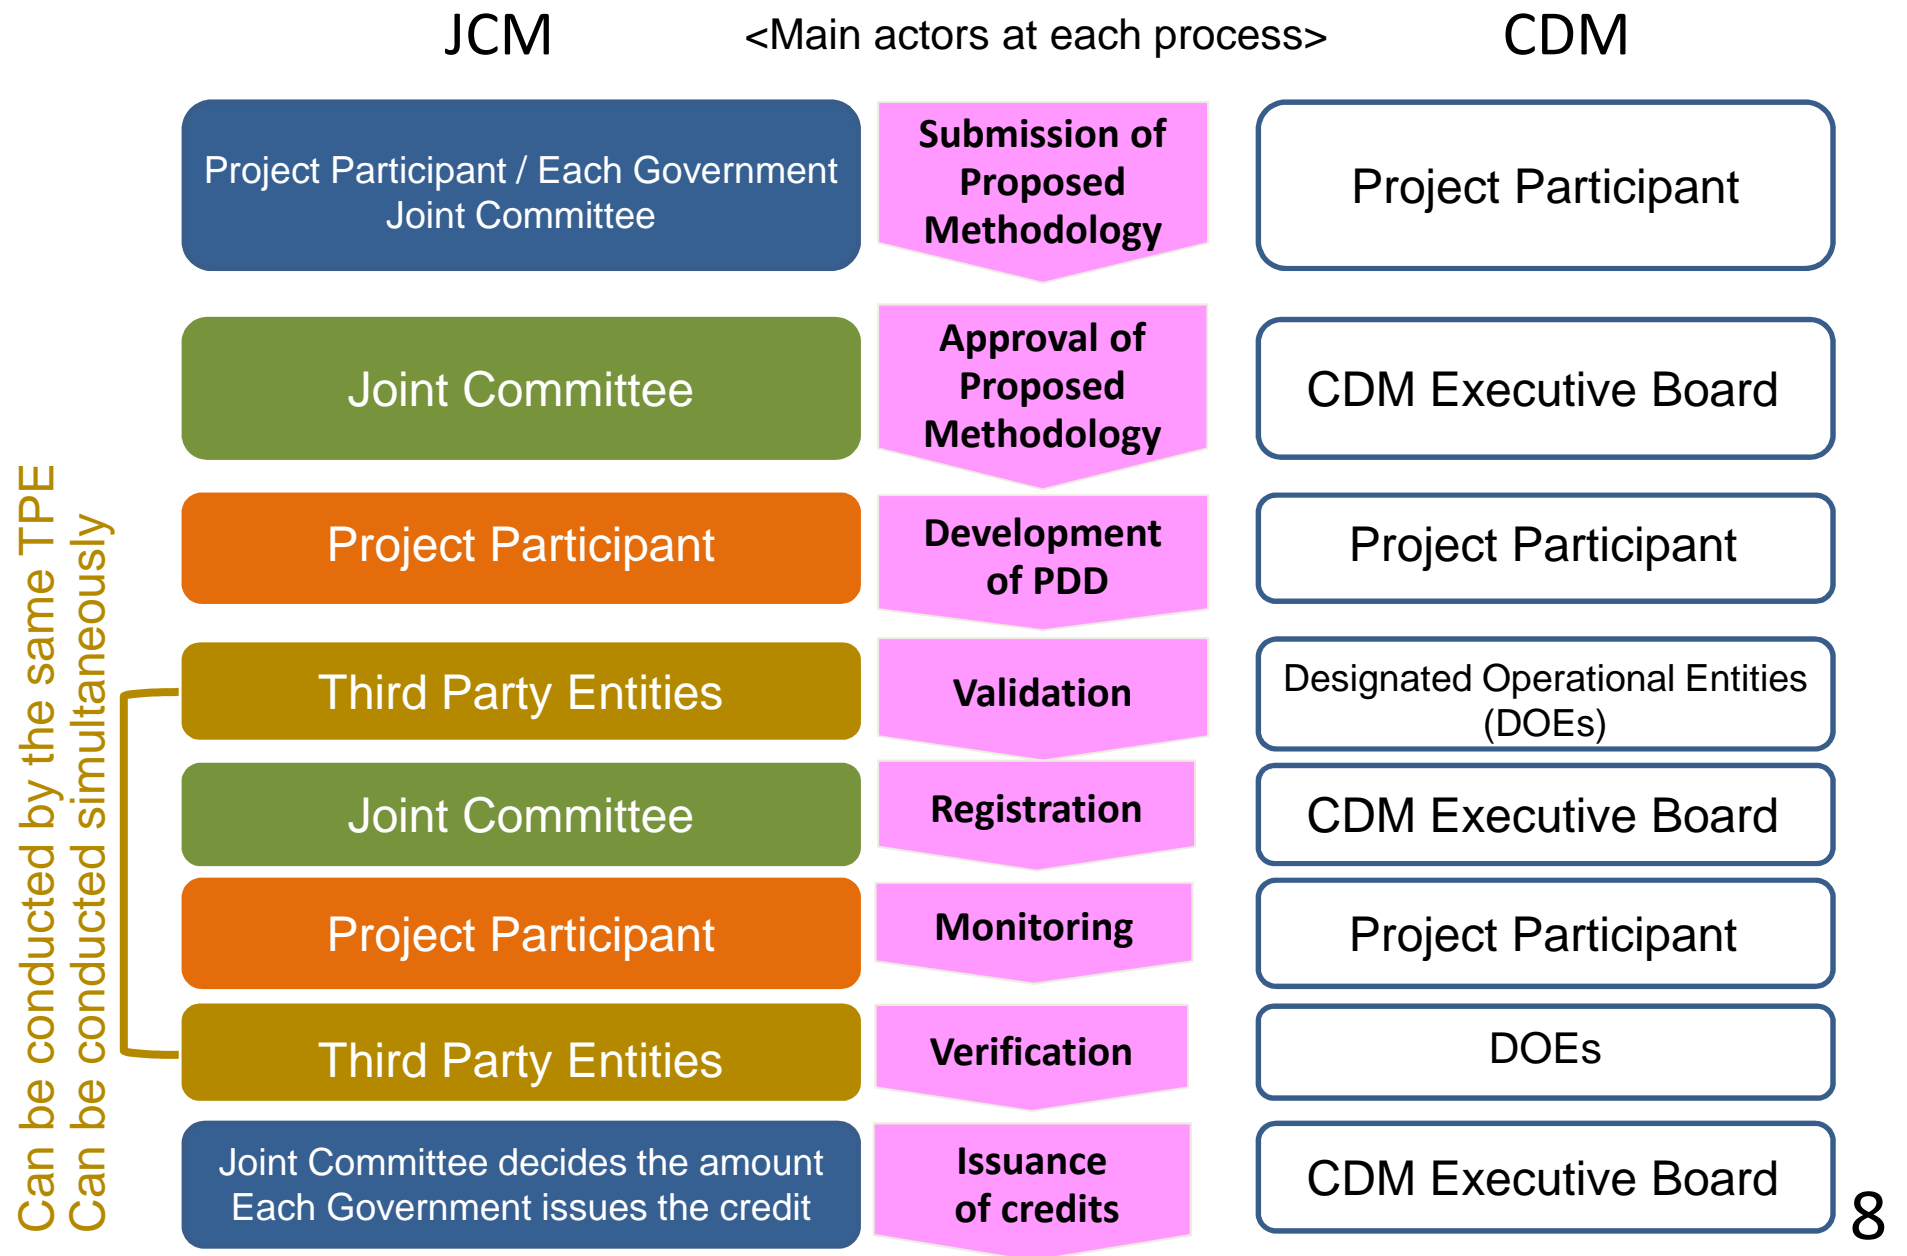 JCM
<Main actors at each process>
CDM
Project Participant / Each Government
Joint Committee
Submission of
Proposed
Methodology
Project Participant
Joint Committee
Approval of
Proposed
Methodology
CDM Executive Board
Project Participant
Development
of PDD
Project Participant
Third Party Entities
Validation
Designated Operational Entities
(DOEs)
Joint Committee
Registration
CDM Executive Board
Project Participant
Monitoring
Project Participant
Third Party Entities
Verification
DOEs
Joint Committee decides the amount
Each Government issues the credit
Issuance
of credits
CDM Executive Board
Can be conducted by the same TPE
Can be conducted simultaneously
8